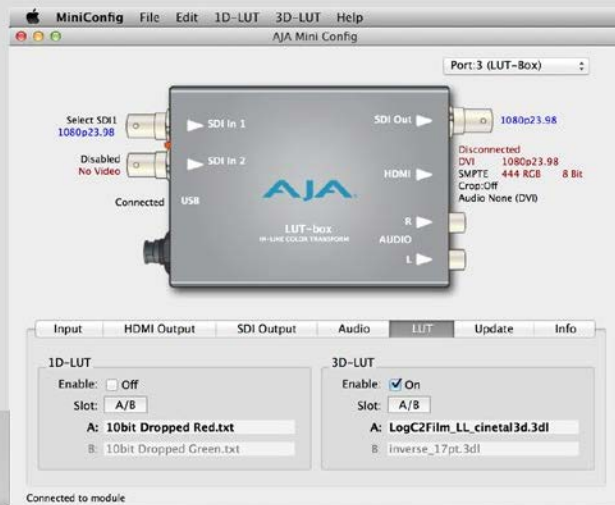 MiniConfig File Edit 1D-LUT 3D-LUT Help
AJA Mini Config
Port:3 (LUT-Box)
Select SDI1
1080p23.98
Disabled
No Video
Connected
SDI In 1
SDI In 2
USB
AJA
LUT-box
IN-LINE COLOR TRANSFORM
SDI Out
HDMI
R
AUDIO
L
1080p23.98
Disconnected
DVI 1080p23.98
SMPTE 444 RGB 8 Bit
Crop:Off
Audio None (DVI)
Input HDMI Output SDI Output Audio LUT Update Info
1D-LUT
Enable: Off
Slot: A/B
A: 10bit Dropped Red.txt
B: 10bit Dropped Green.txt
3D-LUT
Enable: On
Slot: A/B
A: LogC2Film_LL_cinetal3d.3dl
B: inverse_17pt.3dl
Connected to module